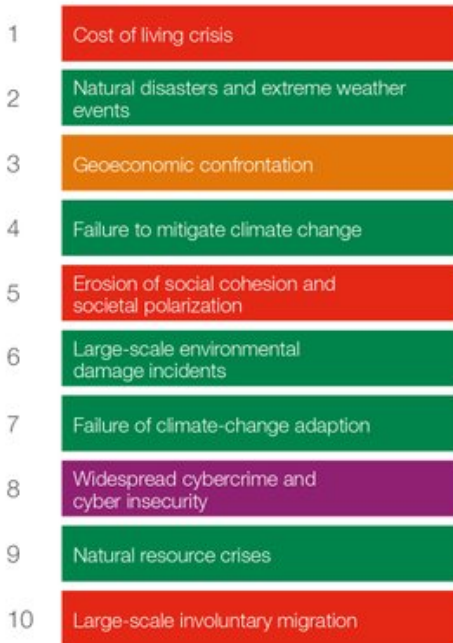 1 Cost of living crisis
2 Natural disasters and extreme weather
events
3 Geoeconomic confrontation
4 Failure to mitigate climate change
5 Erosion of social cohesion and
societal polarization
6 Large-scale environmental
damage incidents
7 Failure of climate-change adaption
8 Widespread cybercrime and
cyber insecurity
9 Natural resource crises
10 Large-scale involuntary migration